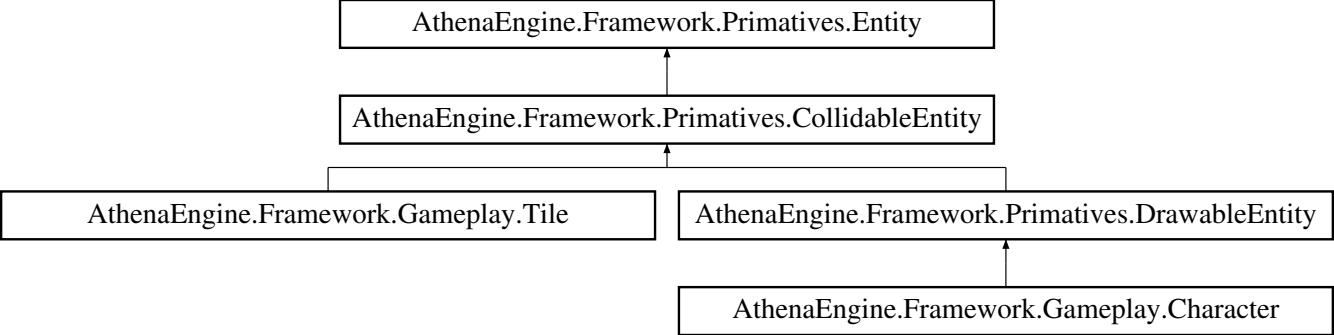 AthenaEngine.Framework.Primatives.Entity
AthenaEngine.Framework.Primatives.CollidableEntity
AthenaEngine.Framework.Gameplay.Tile
AthenaEngine.Framework.Primatives.DrawableEntity
AthenaEngine.Framework.Gameplay.Character